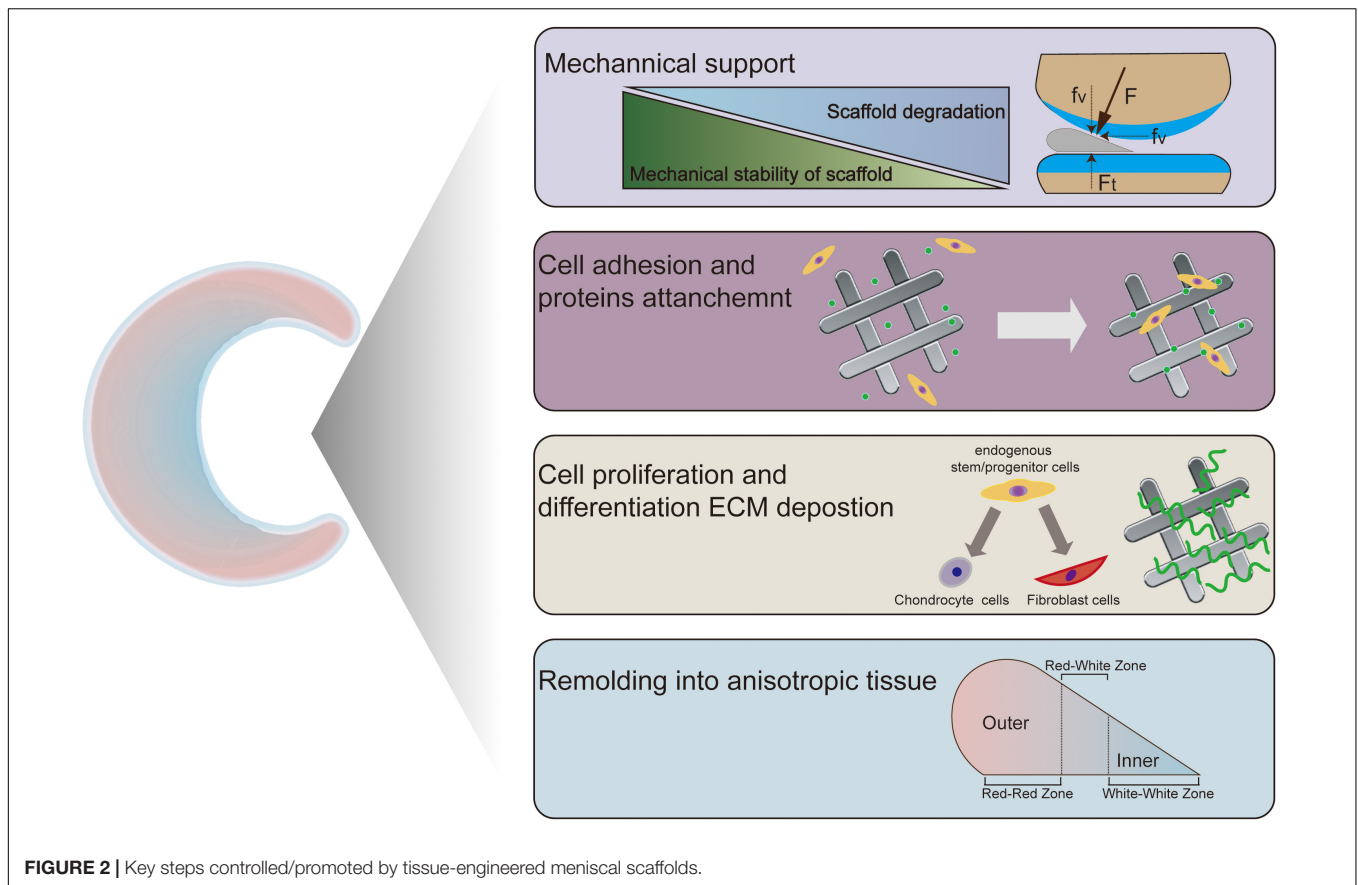 Mechannical support
Scaffold degradation
Mechanical stability of scaffold
fv
F
fv
Ft
Cell adhesion and
proteins attanchemnt
Cell proliferation and
differentiation ECM depostion
endogenous
stem/progenitor cells
Chondrocyte cells
Fibroblast cells
Remolding into anisotropic tissue
Red-White Zone
Outer
Inner
Red-Red Zone
White-White Zone
FIGURE 2 | Key steps controlled/promoted by tissue-engineered meniscal scaffolds.